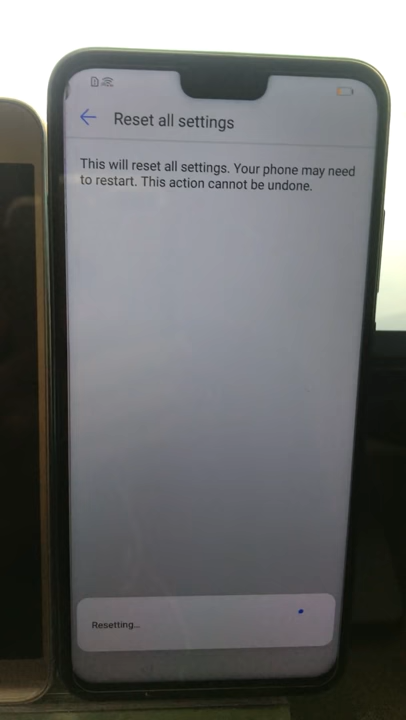 Reset all settings
This will reset all settings. Your phone may need
to restart. This action cannot be undone.
Resetting...